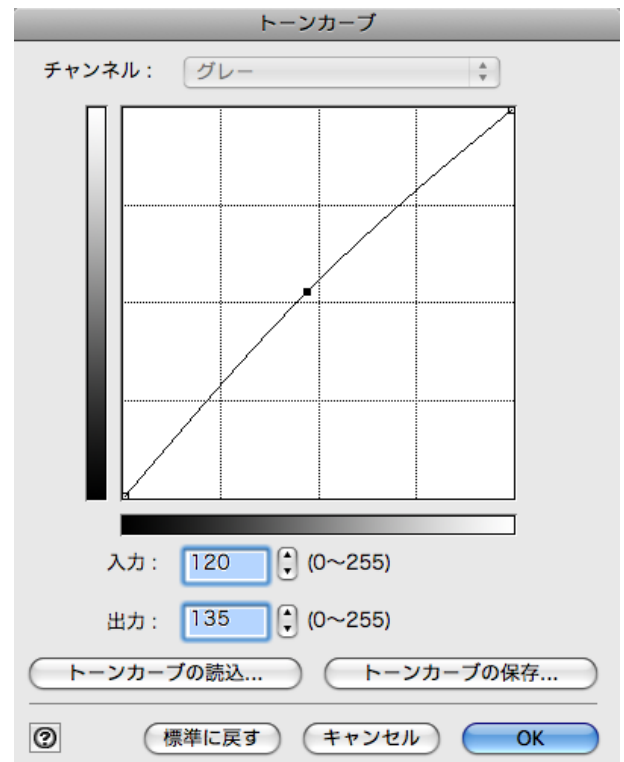 トーンカーブ
チャンネル： グレー
入力： 120 (0〜255)
出力： 135 (0〜255)
トーンカーブの読込... トーンカーブの保存...
? 標準に戻す キャンセル OK